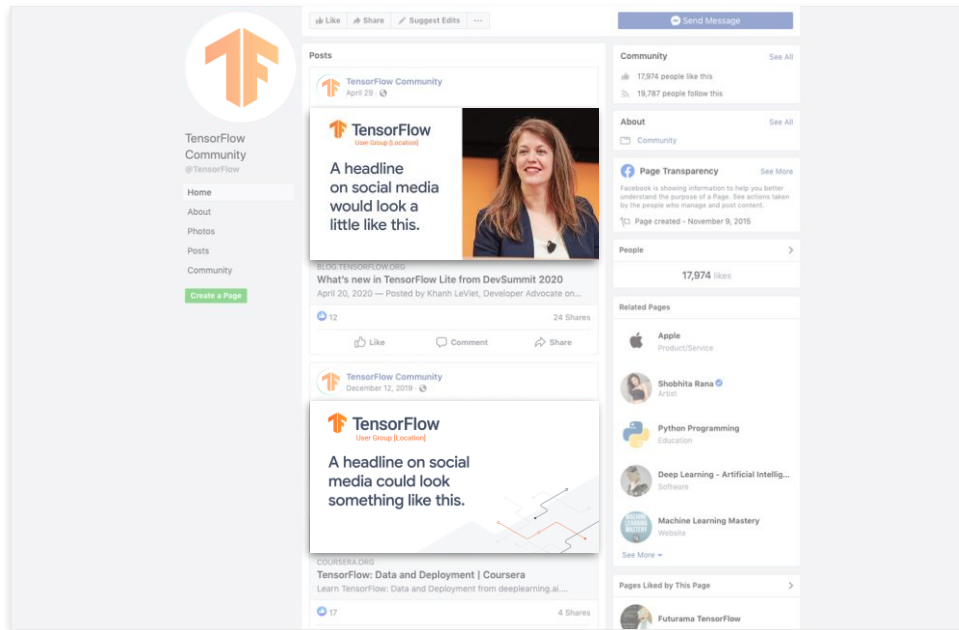 Like
Share
Suggest Edits
Send Message
TensorFlow
Community
@TensorFlow
Home
About
Photos
Posts
Community
Create a Page
Posts
TensorFlow Community
April 29 ·
TensorFlow
User Group [Location]
A headline
on social media
would look a
little like this.
BLOG.TENSORFLOW.ORG
What's new in TensorFlow Lite from DevSummit 2020
April 20, 2020 — Posted by Khanh LeViet, Developer Advocate on...
12
24 Shares
Like
Comment
Share
TensorFlow Community
December 12, 2019 ·
TensorFlow
User Group [Location]
A headline on social
media could look
something like this.
COURSERA.ORG
TensorFlow: Data and Deployment | Coursera
Learn TensorFlow: Data and Deployment from deeplearning.ai....
17
4 Shares
Community
See All
17,974 people like this
19,787 people follow this
About
See All
Community
Page Transparency
See More
Facebook is showing information to help you better
understand the purpose of a Page. See actions taken
by the people who manage and post content.
Page created - November 9, 2015
People
17,974 likes
Related Pages
Apple
Product/Service
Shobhita Rana
Artist
Python Programming
Education
Deep Learning - Artificial Intellig...
Software
MACHINE
LEARNING
MASTERY
Machine Learning Mastery
Website
See More
Pages Liked by This Page
Futurama TensorFlow